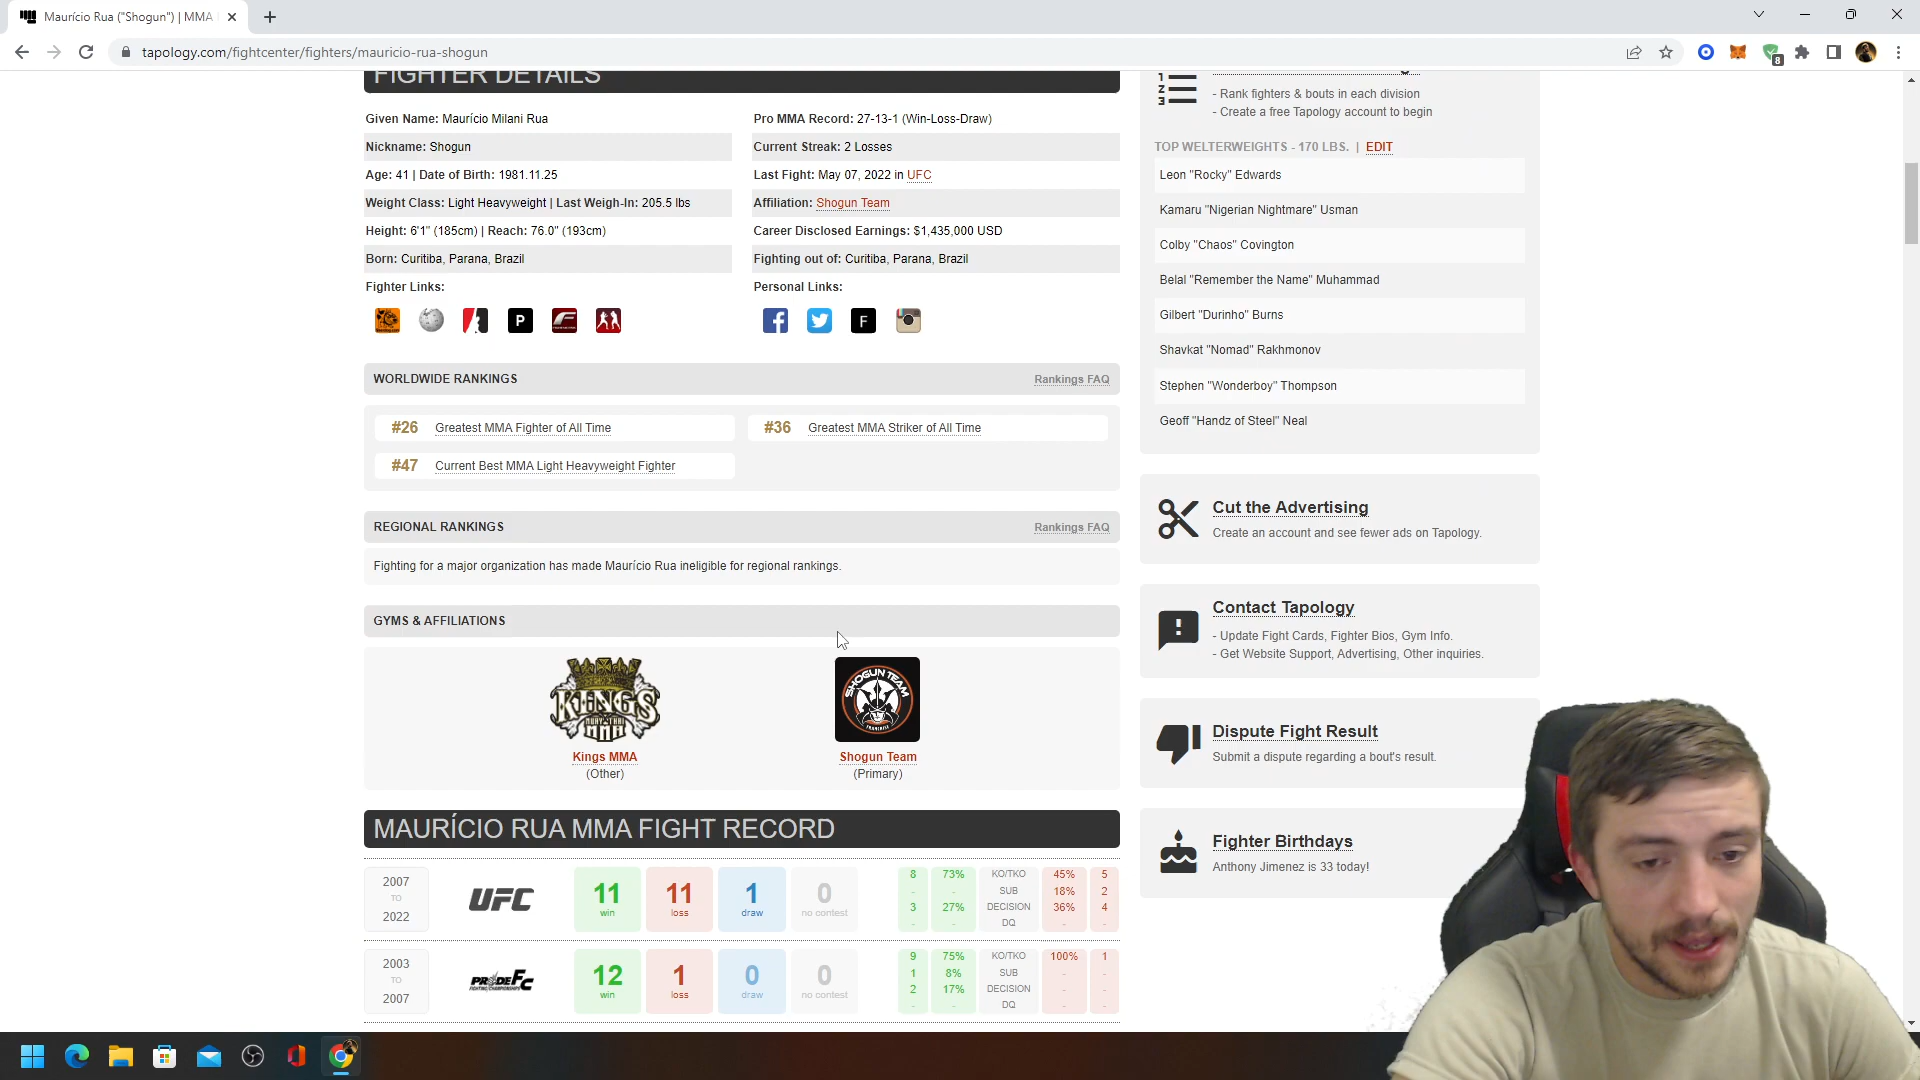 Maurício Rua ("Shogun") | MMA
tapology.com/fightcenter/fighters/mauricio-rua-shogun
8
FIGHTER DETAILS
Given Name: Maurício Milani Rua
Pro MMA Record: 27-13-1 (Win-Loss-Draw)
Nickname: Shogun
Current Streak: 2 Losses
Age: 41 | Date of Birth: 1981.11.25
Last Fight: May 07, 2022 in UFC
Weight Class: Light Heavyweight | Last Weigh-In: 205.5 lbs
Affiliation: Shogun Team
Height: 6'1" (185cm) | Reach: 76.0" (193cm)
Career Disclosed Earnings: $1,435,000 USD
Born: Curitiba, Parana, Brazil
Fighting out of: Curitiba, Parana, Brazil
Fighter Links:
Personal Links:
P
F
WORLDWIDE RANKINGS
Rankings FAQ
#26 Greatest MMA Fighter of All Time
#36 Greatest MMA Striker of All Time
#47 Current Best MMA Light Heavyweight Fighter
REGIONAL RANKINGS
Rankings FAQ
Fighting for a major organization has made Maurício Rua ineligible for regional rankings.
GYMS & AFFILIATIONS
KINGS
MUAY THAI
MMA
SHOGUN TEAM
Kings MMA
(Other)
Shogun Team
(Primary)
MAURÍCIO RUA MMA FIGHT RECORD
2007
TO
2022
UFC
11
win
11
loss
1
draw
0
no contest
8 73% KO/TKO 45% 5
- - SUB 18% 2
3 27% DECISION 36% 4
- - DQ - -
2003
TO
2007
PRIDE FC
FIGHTING CHAMPIONSHIPS
12
win
1
loss
0
draw
0
no contest
9 75% KO/TKO 100% 1
1 8% SUB - -
2 17% DECISION - -
- - DQ - -
1
2
3
- Rank fighters & bouts in each division
- Create a free Tapology account to begin
TOP WELTERWEIGHTS - 170 LBS. | EDIT
Leon "Rocky" Edwards
Kamaru "Nigerian Nightmare" Usman
Colby "Chaos" Covington
Belal "Remember the Name" Muhammad
Gilbert "Durinho" Burns
Shavkat "Nomad" Rakhmonov
Stephen "Wonderboy" Thompson
Geoff "Handz of Steel" Neal
Cut the Advertising
Create an account and see fewer ads on Tapology.
Contact Tapology
- Update Fight Cards, Fighter Bios, Gym Info.
- Get Website Support, Advertising, Other inquiries.
Dispute Fight Result
Submit a dispute regarding a bout's result.
Fighter Birthdays
Anthony Jimenez is 33 today!